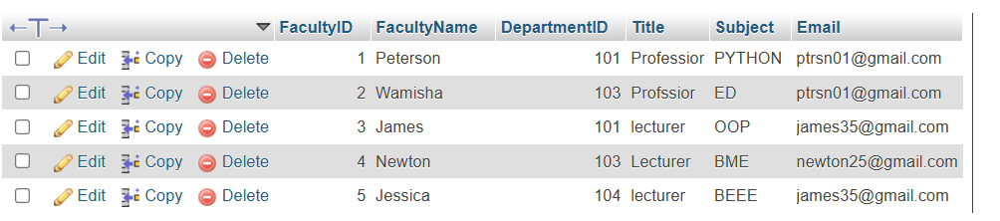 FacultyID FacultyName DepartmentID Title Subject Email
Edit Copy Delete 1 Peterson 101 Professior PYTHON ptrsn01@gmail.com
Edit Copy Delete 2 Wamisha 103 Profssior ED ptrsn01@gmail.com
Edit Copy Delete 3 James 101 lecturer OOP james35@gmail.com
Edit Copy Delete 4 Newton 103 Lecturer BME newton25@gmail.com
Edit Copy Delete 5 Jessica 104 lecturer BEEE james35@gmail.com